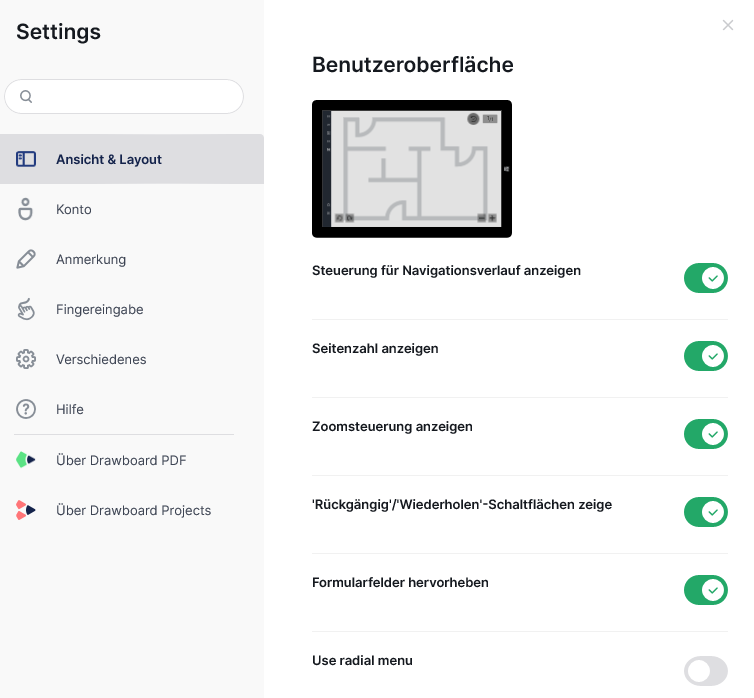 Settings
Ansicht & Layout
Konto
Anmerkung
Fingereingabe
Verschiedenes
Hilfe
Über Drawboard PDF
Über Drawboard Projects
Benutzeroberfläche
Steuerung für Navigationsverlauf anzeigen
Seitenzahl anzeigen
Zoomsteuerung anzeigen
'Rückgängig'/'Wiederholen'-Schaltflächen zeige
Formularfelder hervorheben
Use radial menu